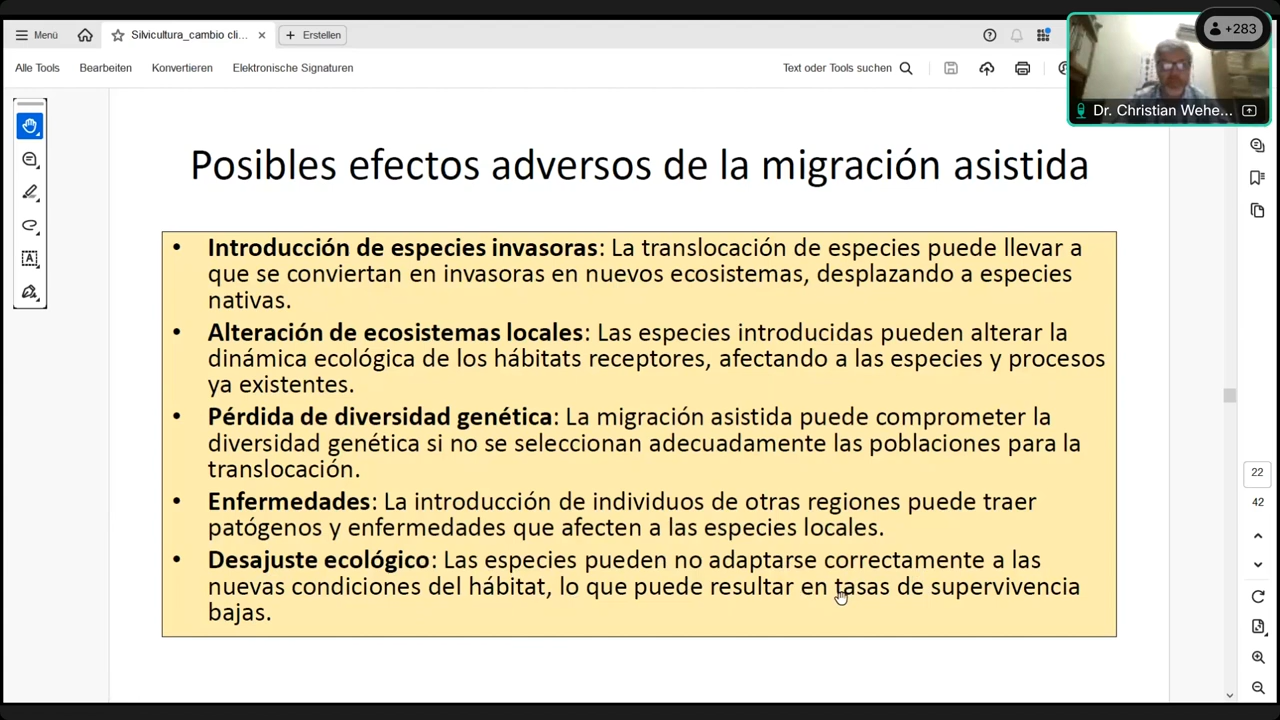 Menú
Silvicultura_cambio cli...
Erstellen
+283
Alle Tools
Bearbeiten
Konvertieren
Elektronische Signaturen
Text oder Tools suchen
Dr. Christian Wehe...
Posibles efectos adversos de la migración asistida
• Introducción de especies invasoras: La translocación de especies puede llevar a
que se conviertan en invasoras en nuevos ecosistemas, desplazando a especies
nativas.
• Alteración de ecosistemas locales: Las especies introducidas pueden alterar la
dinámica ecológica de los hábitats receptores, afectando a las especies y procesos
ya existentes.
• Pérdida de diversidad genética: La migración asistida puede comprometer la
diversidad genética si no se seleccionan adecuadamente las poblaciones para la
translocación.
• Enfermedades: La introducción de individuos de otras regiones puede traer
patógenos y enfermedades que afecten a las especies locales.
• Desajuste ecológico: Las especies pueden no adaptarse correctamente a las
nuevas condiciones del hábitat, lo que puede resultar en tasas de supervivencia
bajas.
22
42